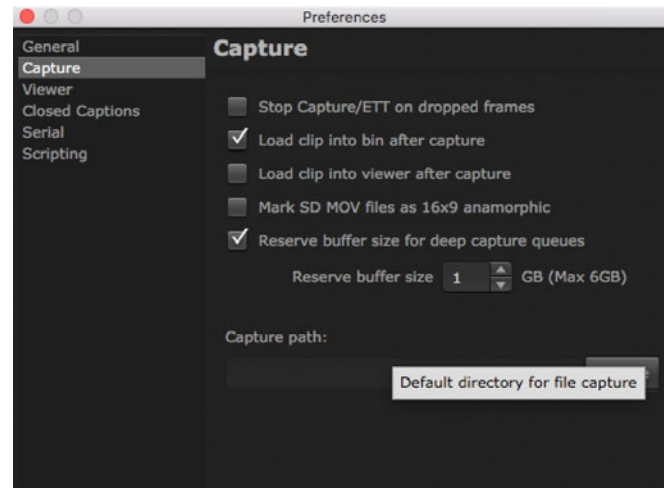 Preferences
General
Capture
Viewer
Closed Captions
Serial
Scripting
Capture
Stop Capture/ETT on dropped frames
Load clip into bin after capture
Load clip into viewer after capture
Mark SD MOV files as 16x9 anamorphic
Reserve buffer size for deep capture queues
Reserve buffer size 1 GB (Max 6GB)
Capture path:
Default directory for file capture